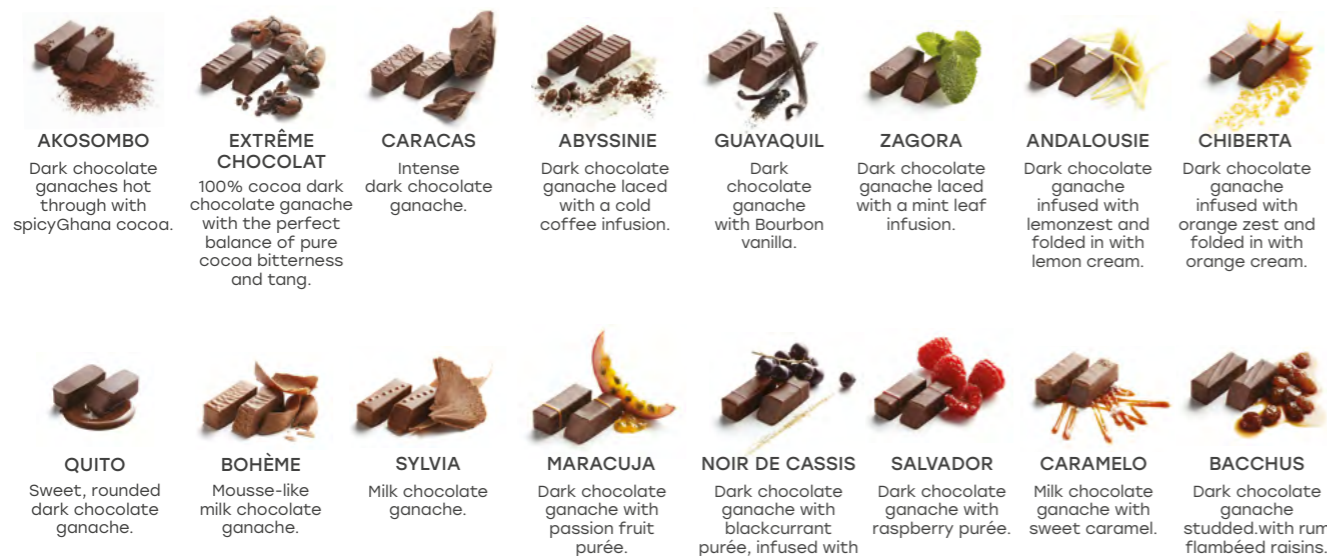 AKOSOMBO
Dark chocolate
ganaches hot
through with
spicyGhana cocoa.
EXTRÊME
CHOCOLAT
100% cocoa dark
chocolate ganache
with the perfect
balance of pure
cocoa bitterness
and tang.
CARACAS
Intense
dark chocolate
ganache.
ABYSSINIE
Dark chocolate
ganache laced
with a cold
coffee infusion.
GUAYAQUIL
Dark
chocolate
ganache
with Bourbon
vanilla.
ZAGORA
Dark chocolate
ganache laced
with a mint leaf
infusion.
ANDALOUSIE
Dark chocolate
ganache
infused with
lemonzest and
folded in with
lemon cream.
CHIBERTA
Dark chocolate
ganache
infused with
orange zest and
folded in with
orange cream.
QUITO
Sweet, rounded
dark chocolate
ganache.
BOHÈME
Mousse-like
milk chocolate
ganache.
SYLVIA
Milk chocolate
ganache.
MARACUJA
Dark chocolate
ganache with
passion fruit
purée.
NOIR DE CASSIS
Dark chocolate
ganache with
blackcurrant
purée, infused with
SALVADOR
Dark chocolate
ganache with
raspberry purée.
CARAMELO
Milk chocolate
ganache with
sweet caramel.
BACCHUS
Dark chocolate
ganache
studded.with rum
flambéed raisins.